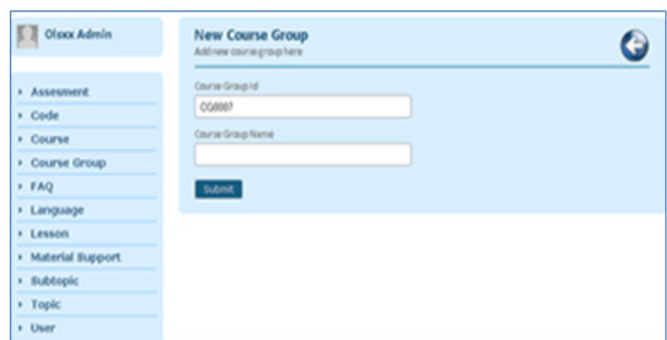 Olsxx Admin
Assesment
Code
Course
Course Group
FAQ
Language
Lesson
Material Support
Subtopic
Topic
User
New Course Group
Add new course group here
Course Group Id
CG0007
Course Group Name
Submit